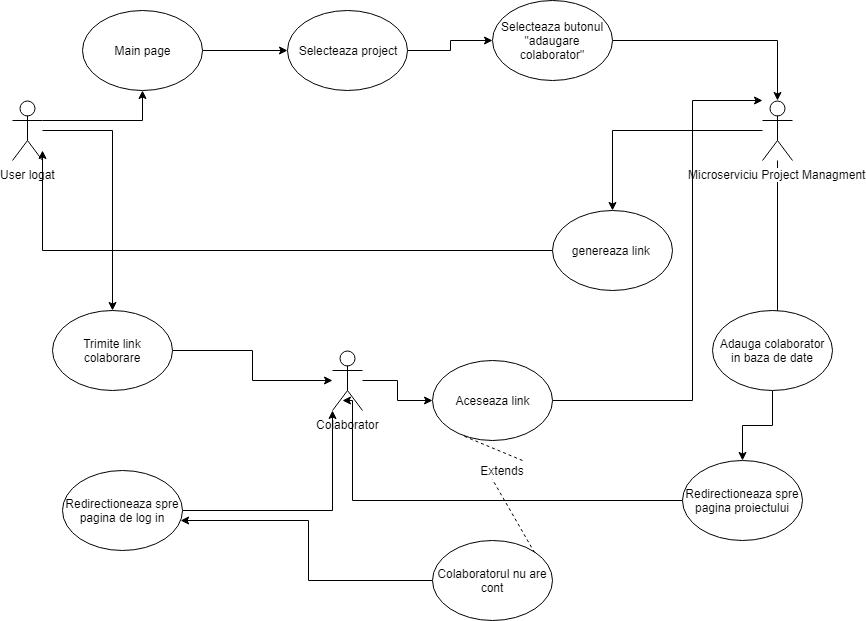 Main page
Selecteaza project
Selecteaza butonul
"adaugare
colaborator"
User logat
Microserviciu Project Managment
genereaza link
Trimite link
colaborare
Adauga colaborator
in baza de date
Aceseaza link
Colaborator
Extends
Redirectioneaza spre
pagina de log in
Redirectioneaza spre
pagina proiectului
Colaboratorul nu are
cont